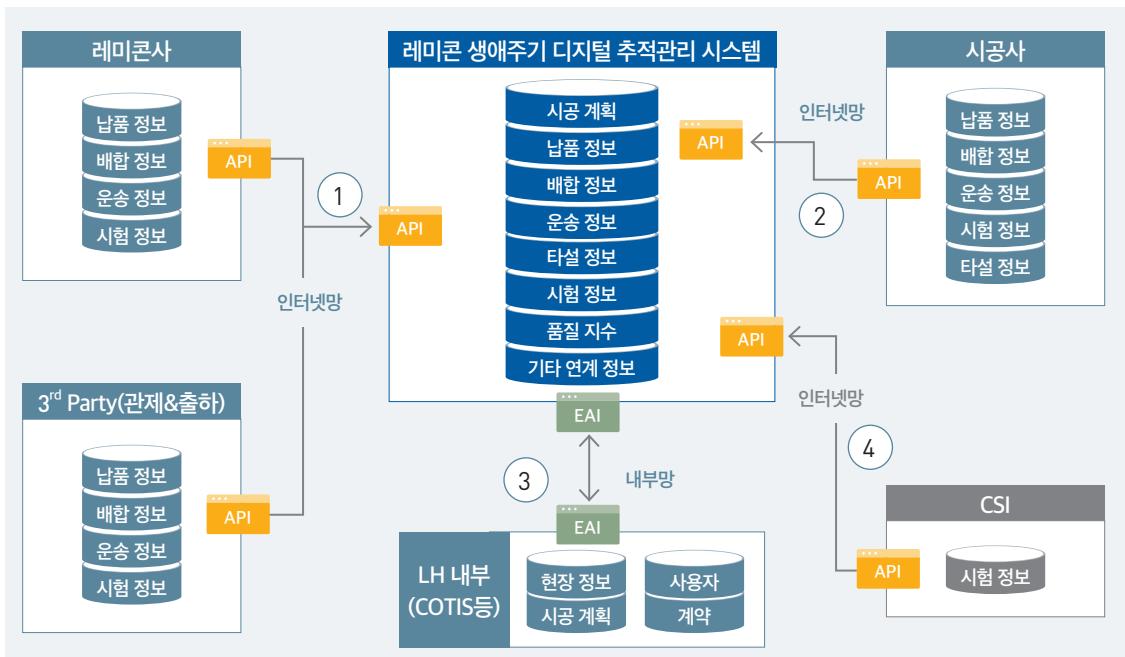 레미콘사
납품 정보
배합 정보
운송 정보
시험 정보
API
①
인터넷망
3rd Party(관제&출하)
납품 정보
배합 정보
운송 정보
시험 정보
API
레미콘 생애주기 디지털 추적관리 시스템
시공 계획
납품 정보
배합 정보
운송 정보
타설 정보
시험 정보
품질 지수
기타 연계 정보
API
API
API
EAI
③
내부망
EAI
LH 내부
(COTIS등)
현장 정보
시공 계획
사용자
계약
시공사
납품 정보
배합 정보
운송 정보
시험 정보
타설 정보
API
인터넷망
②
인터넷망
④
CSI
시험 정보
API